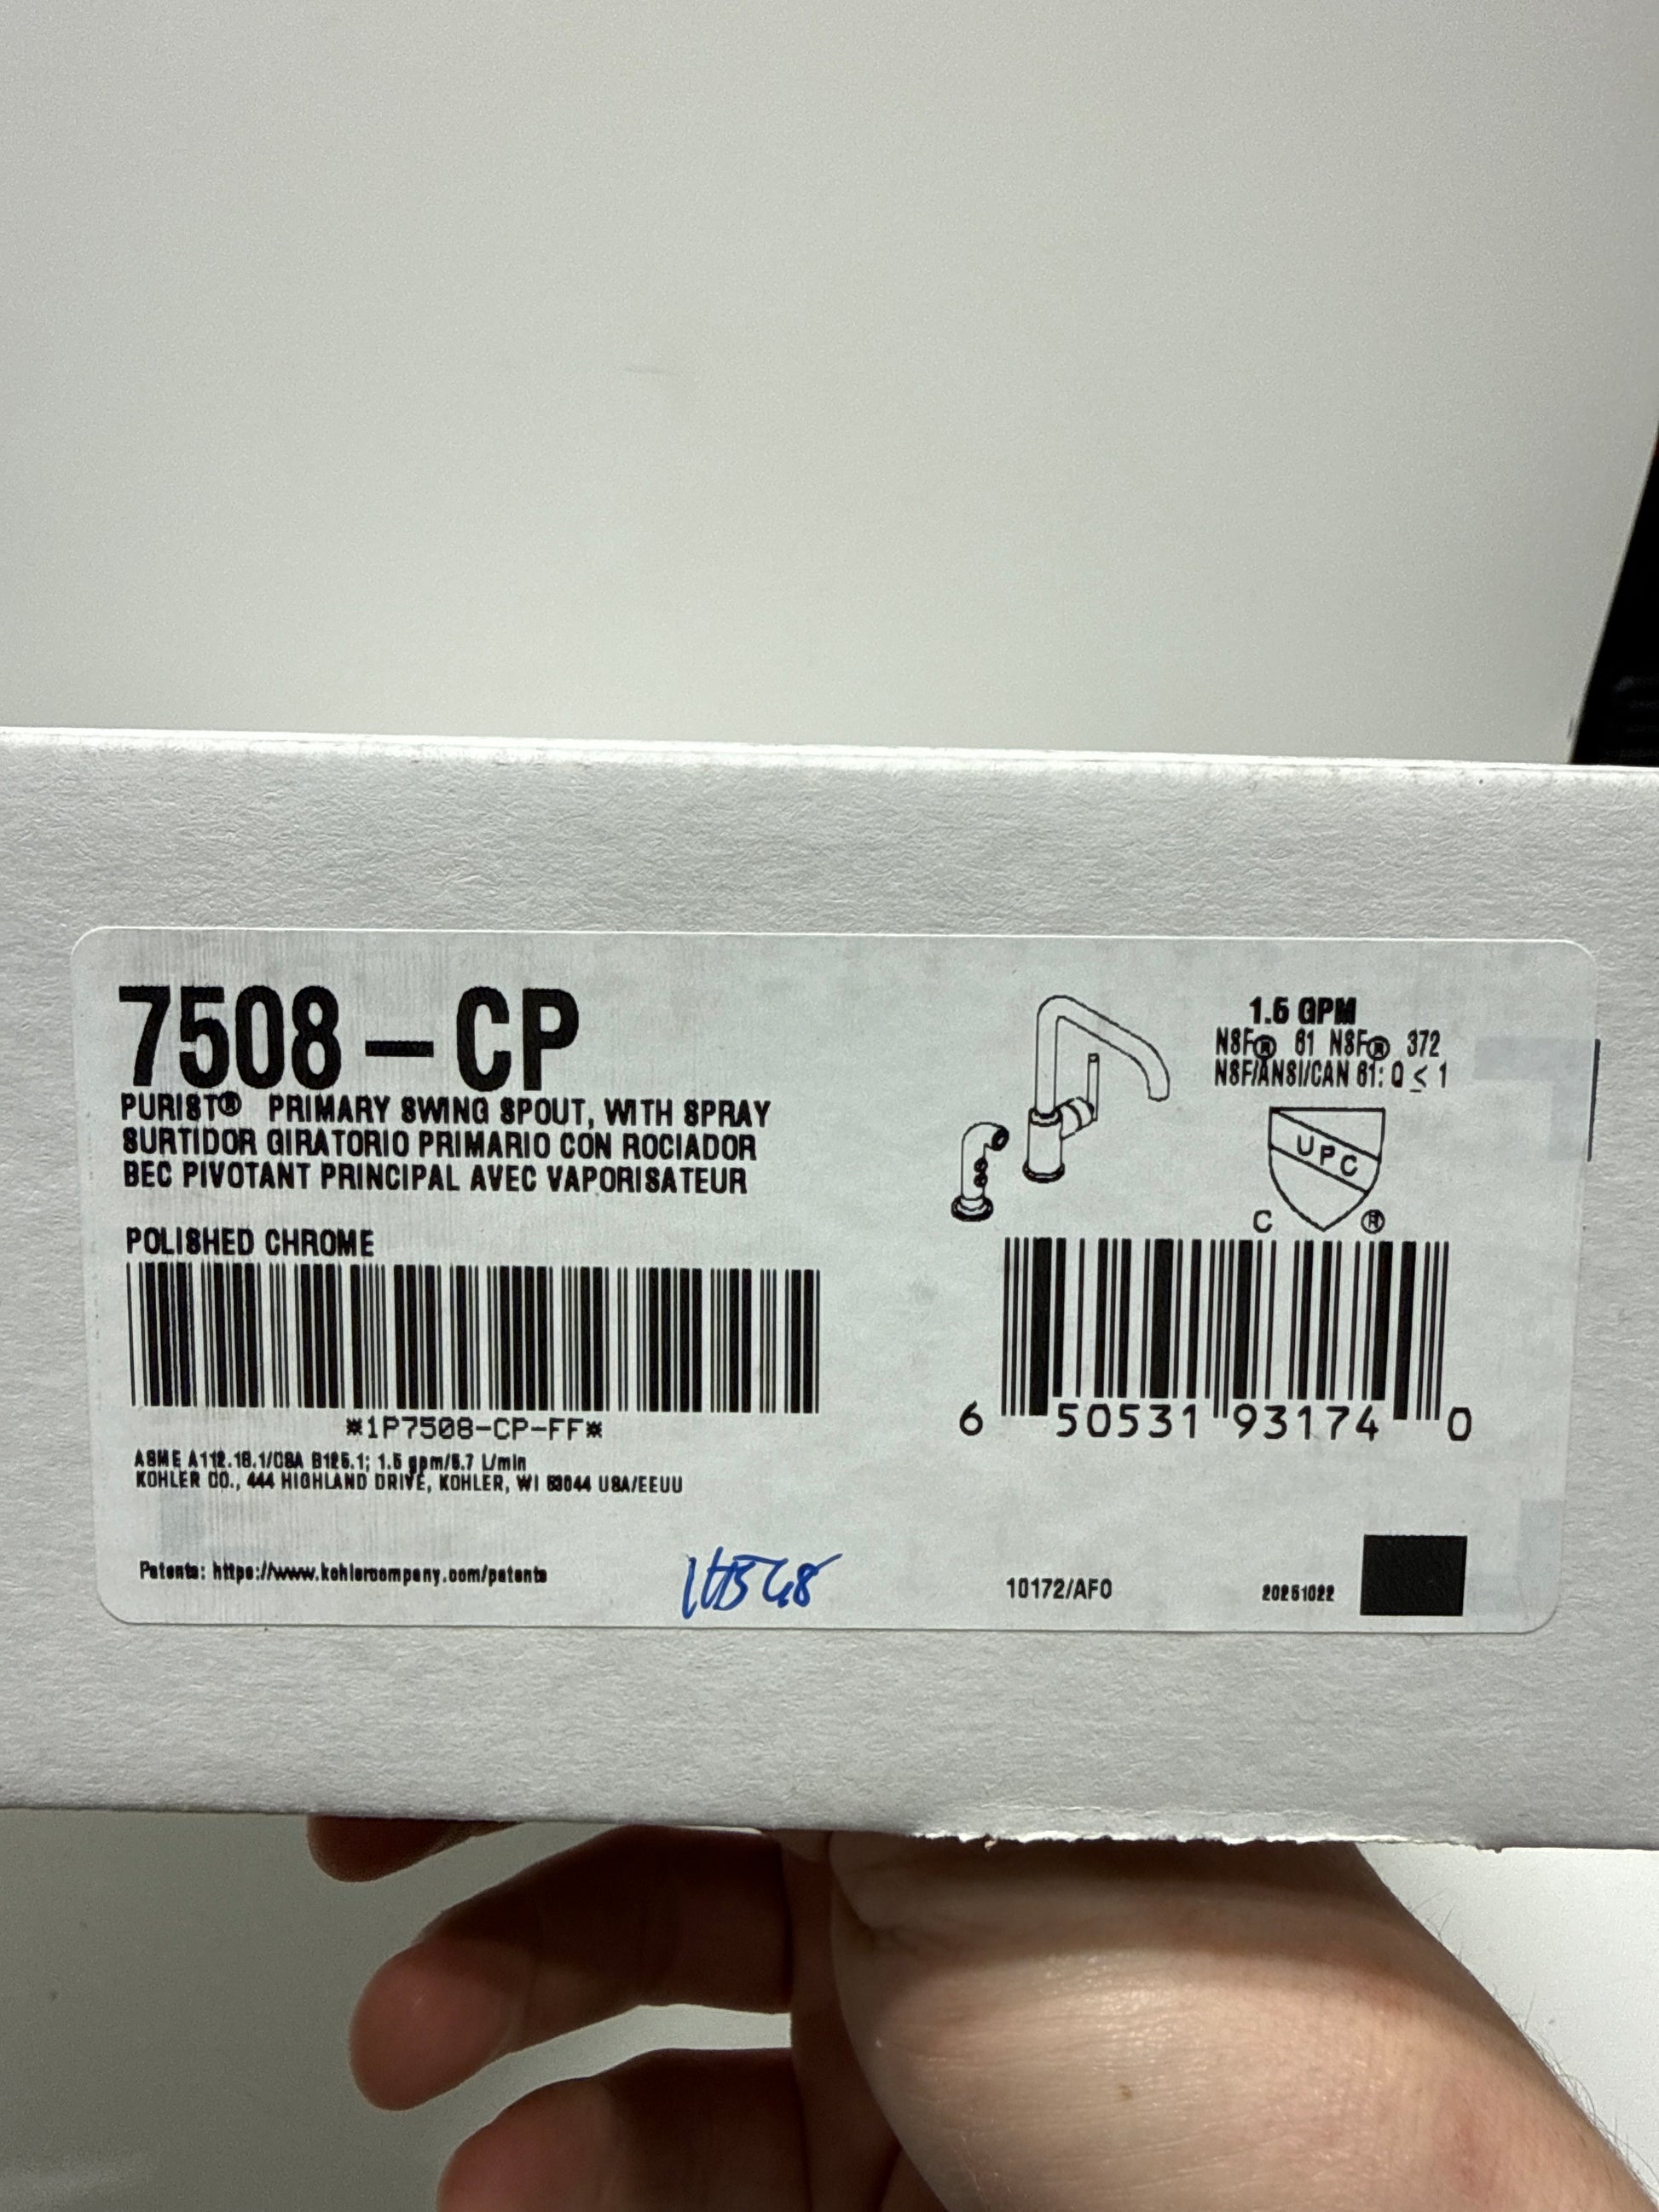 7508-CP
PURIST® PRIMARY SWING SPOUT, WITH SPRAY
SURTIDOR GIRATORIO PRIMARIO CON ROCIADOR
BEC PIVOTANT PRINCIPAL AVEC VAPORISATEUR
POLISHED CHROME
*1P7508-CP-FF*
ASME A112.18.1/CSA B125.1; 1.5 gpm/5.7 L/min
KOHLER CO., 444 HIGHLAND DRIVE, KOHLER, WI 53044 USA/EEUU
Patents: https://www.kohlercompany.com/patents
1.5 GPM
NSF® 61 NSF® 372
NSF/ANSI/CAN 61: Q ≤ 1
UPC
C ®
6 50531 93174 0
10172/AFO
20251022